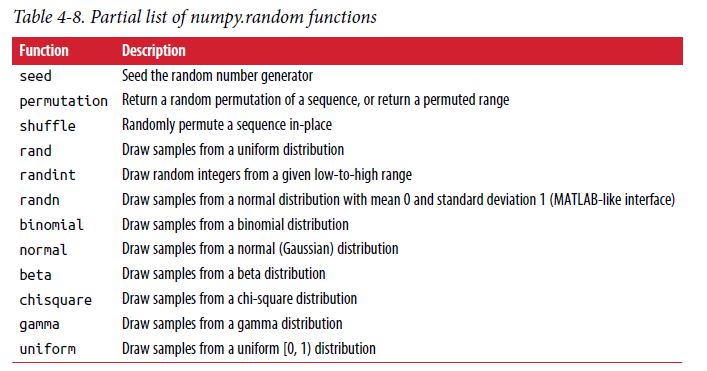 Table 4-8. Partial list of numpy.random functions
Function Description
seed Seed the random number generator
permutation Return a random permutation of a sequence, or return a permuted range
shuffle Randomly permute a sequence in-place
rand Draw samples from a uniform distribution
randint Draw random integers from a given low-to-high range
randn Draw samples from a normal distribution with mean 0 and standard deviation 1 (MATLAB-like interface)
binomial Draw samples from a binomial distribution
normal Draw samples from a normal (Gaussian) distribution
beta Draw samples from a beta distribution
chisquare Draw samples from a chi-square distribution
gamma Draw samples from a gamma distribution
uniform Draw samples from a uniform [0, 1) distribution